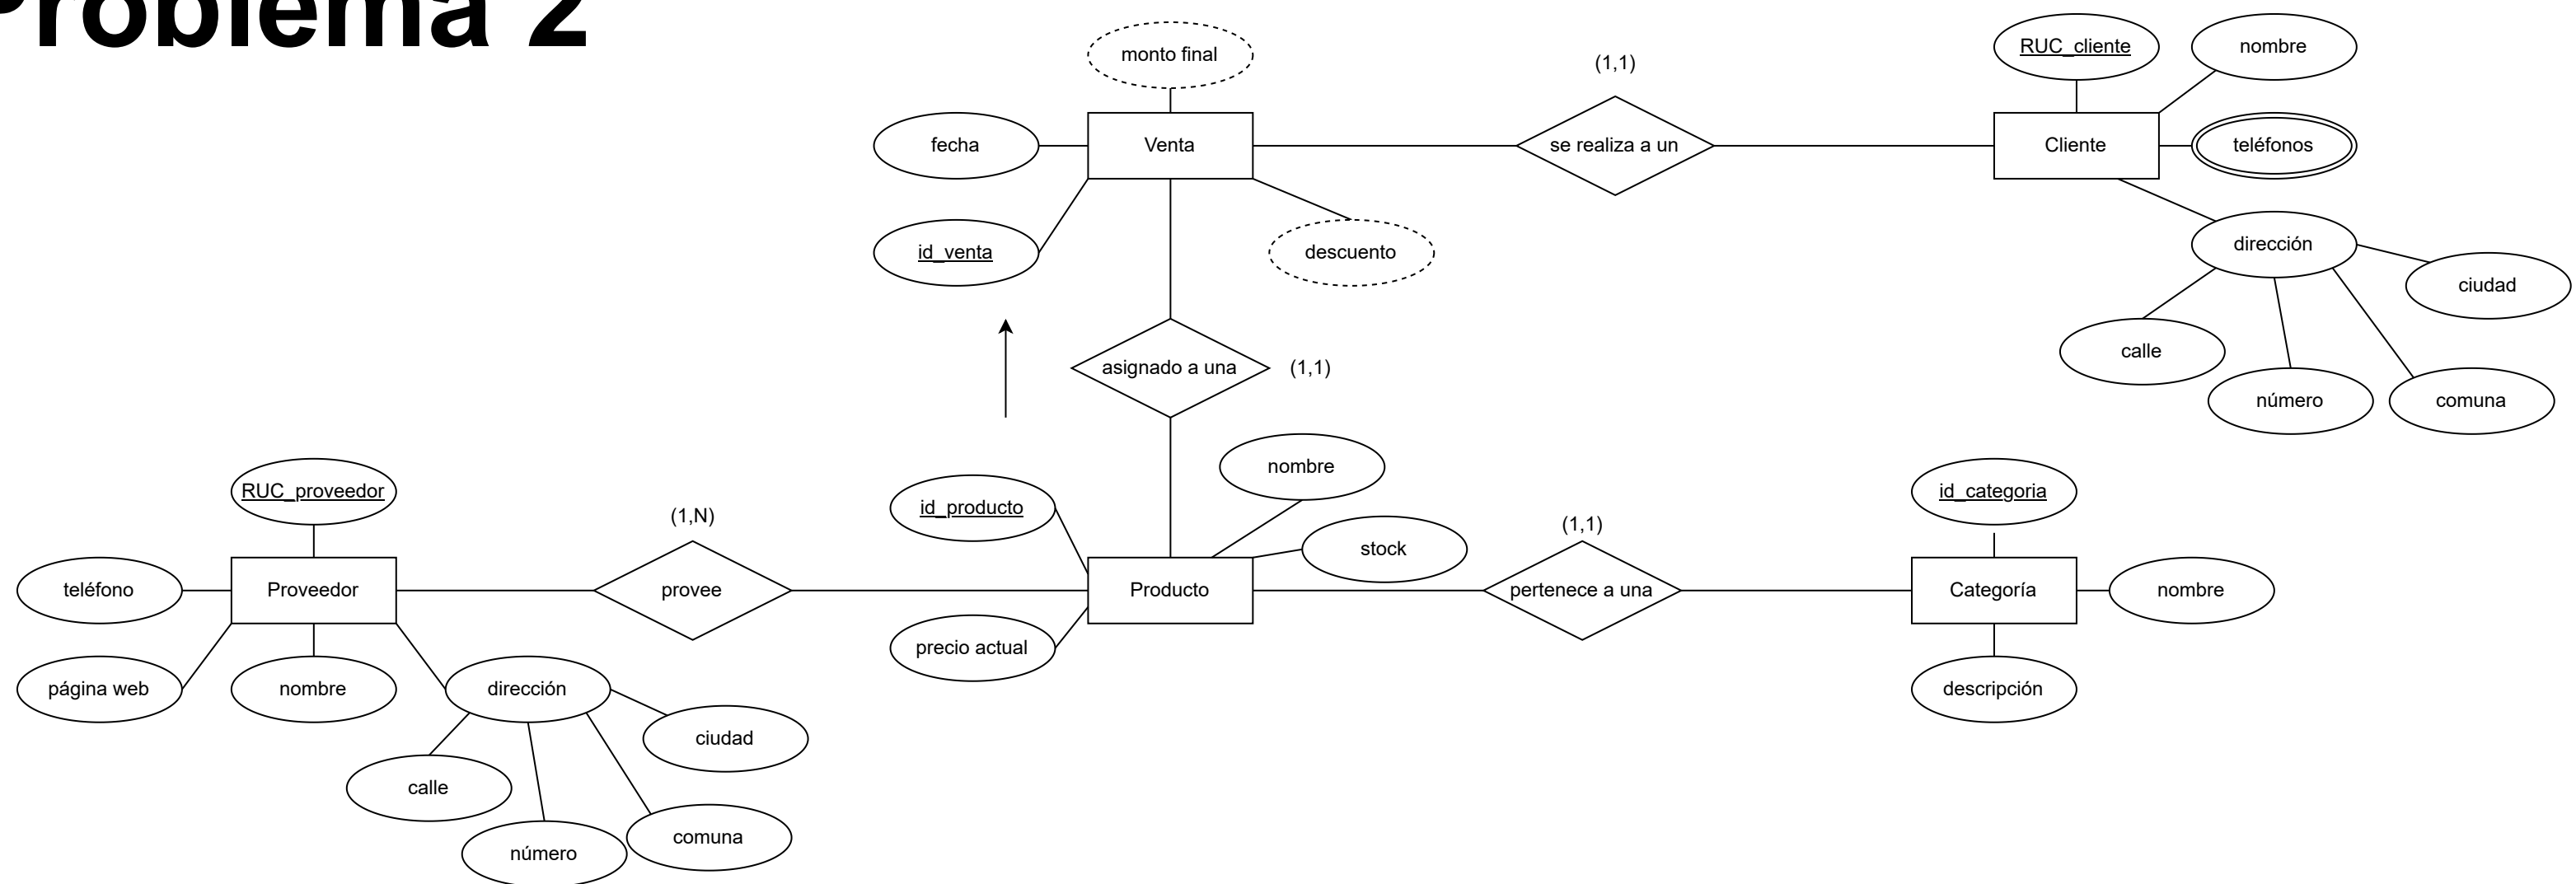 Problema 2
monto final
(1,1)
RUC_cliente
nombre
fecha
Venta
se realiza a un
Cliente
teléfonos
id_venta
descuento
dirección
ciudad
calle
número
comuna
asignado a una
(1,1)
nombre
RUC_proveedor
(1,N)
id_producto
stock
(1,1)
id_categoria
teléfono
Proveedor
provee
Producto
pertenece a una
Categoría
nombre
precio actual
página web
nombre
dirección
descripción
ciudad
calle
comuna
número